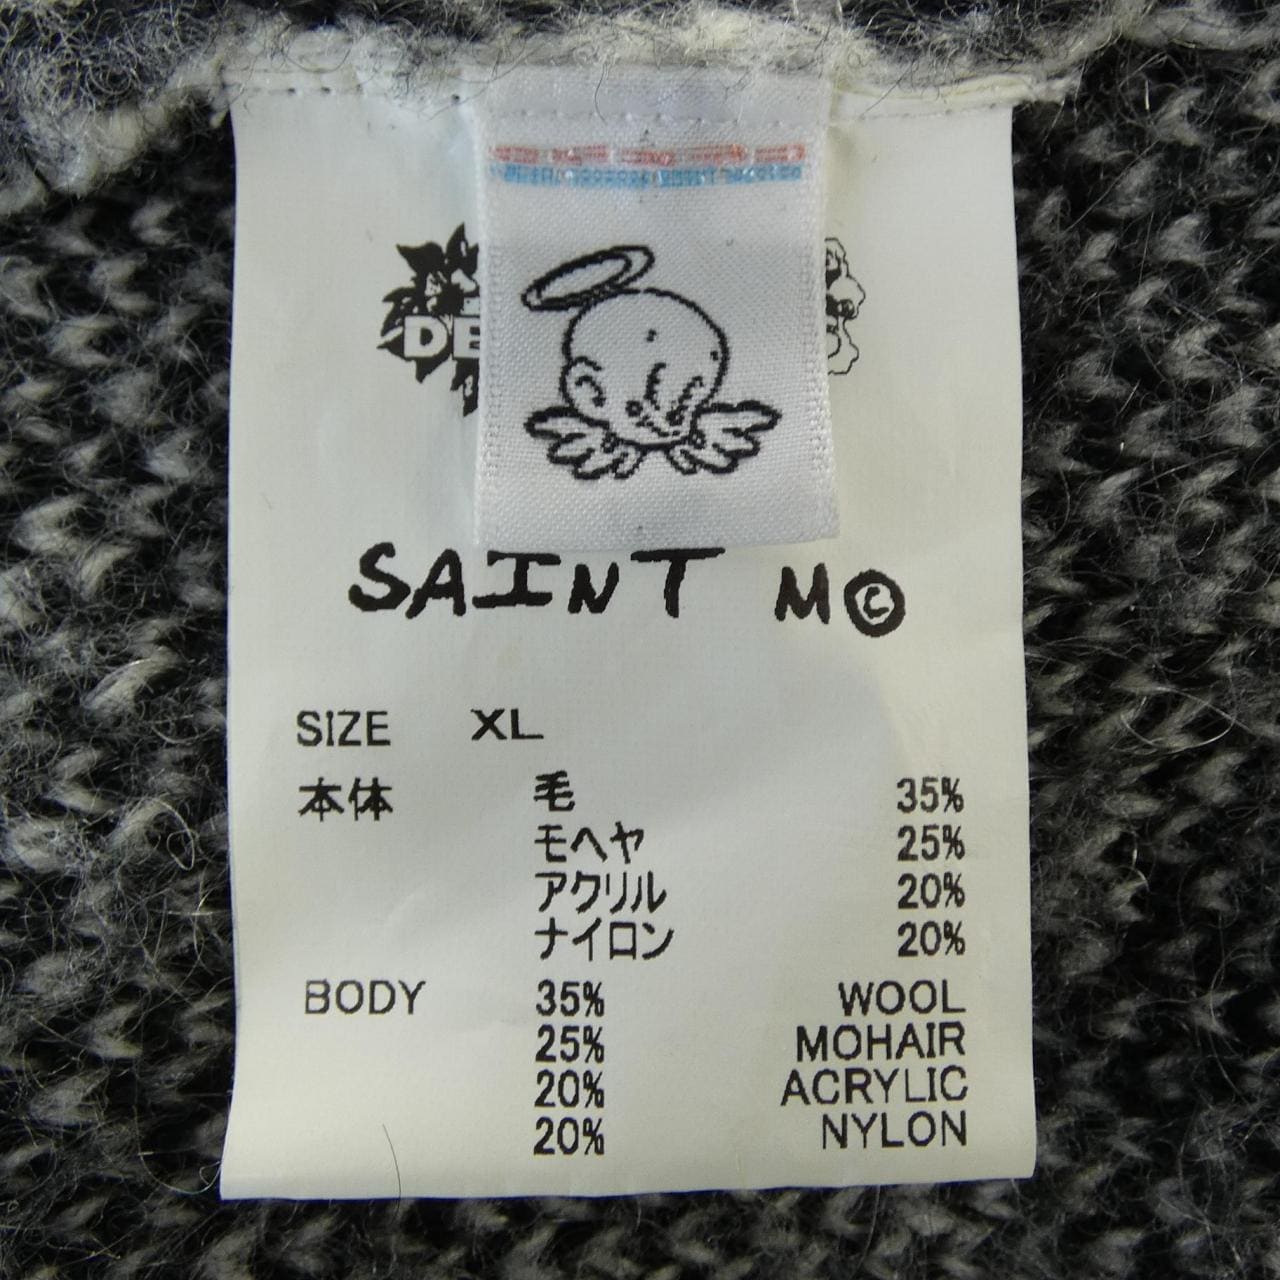 DE
SAINT M©
SIZE XL
本体 毛 35%
モヘヤ 25%
アクリル 20%
ナイロン 20%
BODY 35% WOOL
25% MOHAIR
20% ACRYLIC
20% NYLON